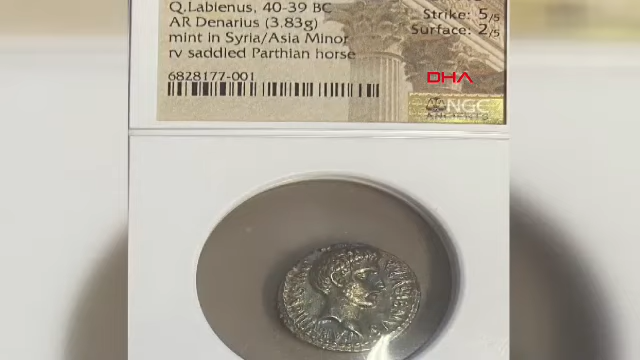 Q.Labienus, 40-39 BC
AR Denarius (3.83g)
mint in Syria/Asia Minor
rv saddled Parthian horse
6828177-001
Strike: 5/5
Surface: 2/5
DHA
NGC
ANCIENTS